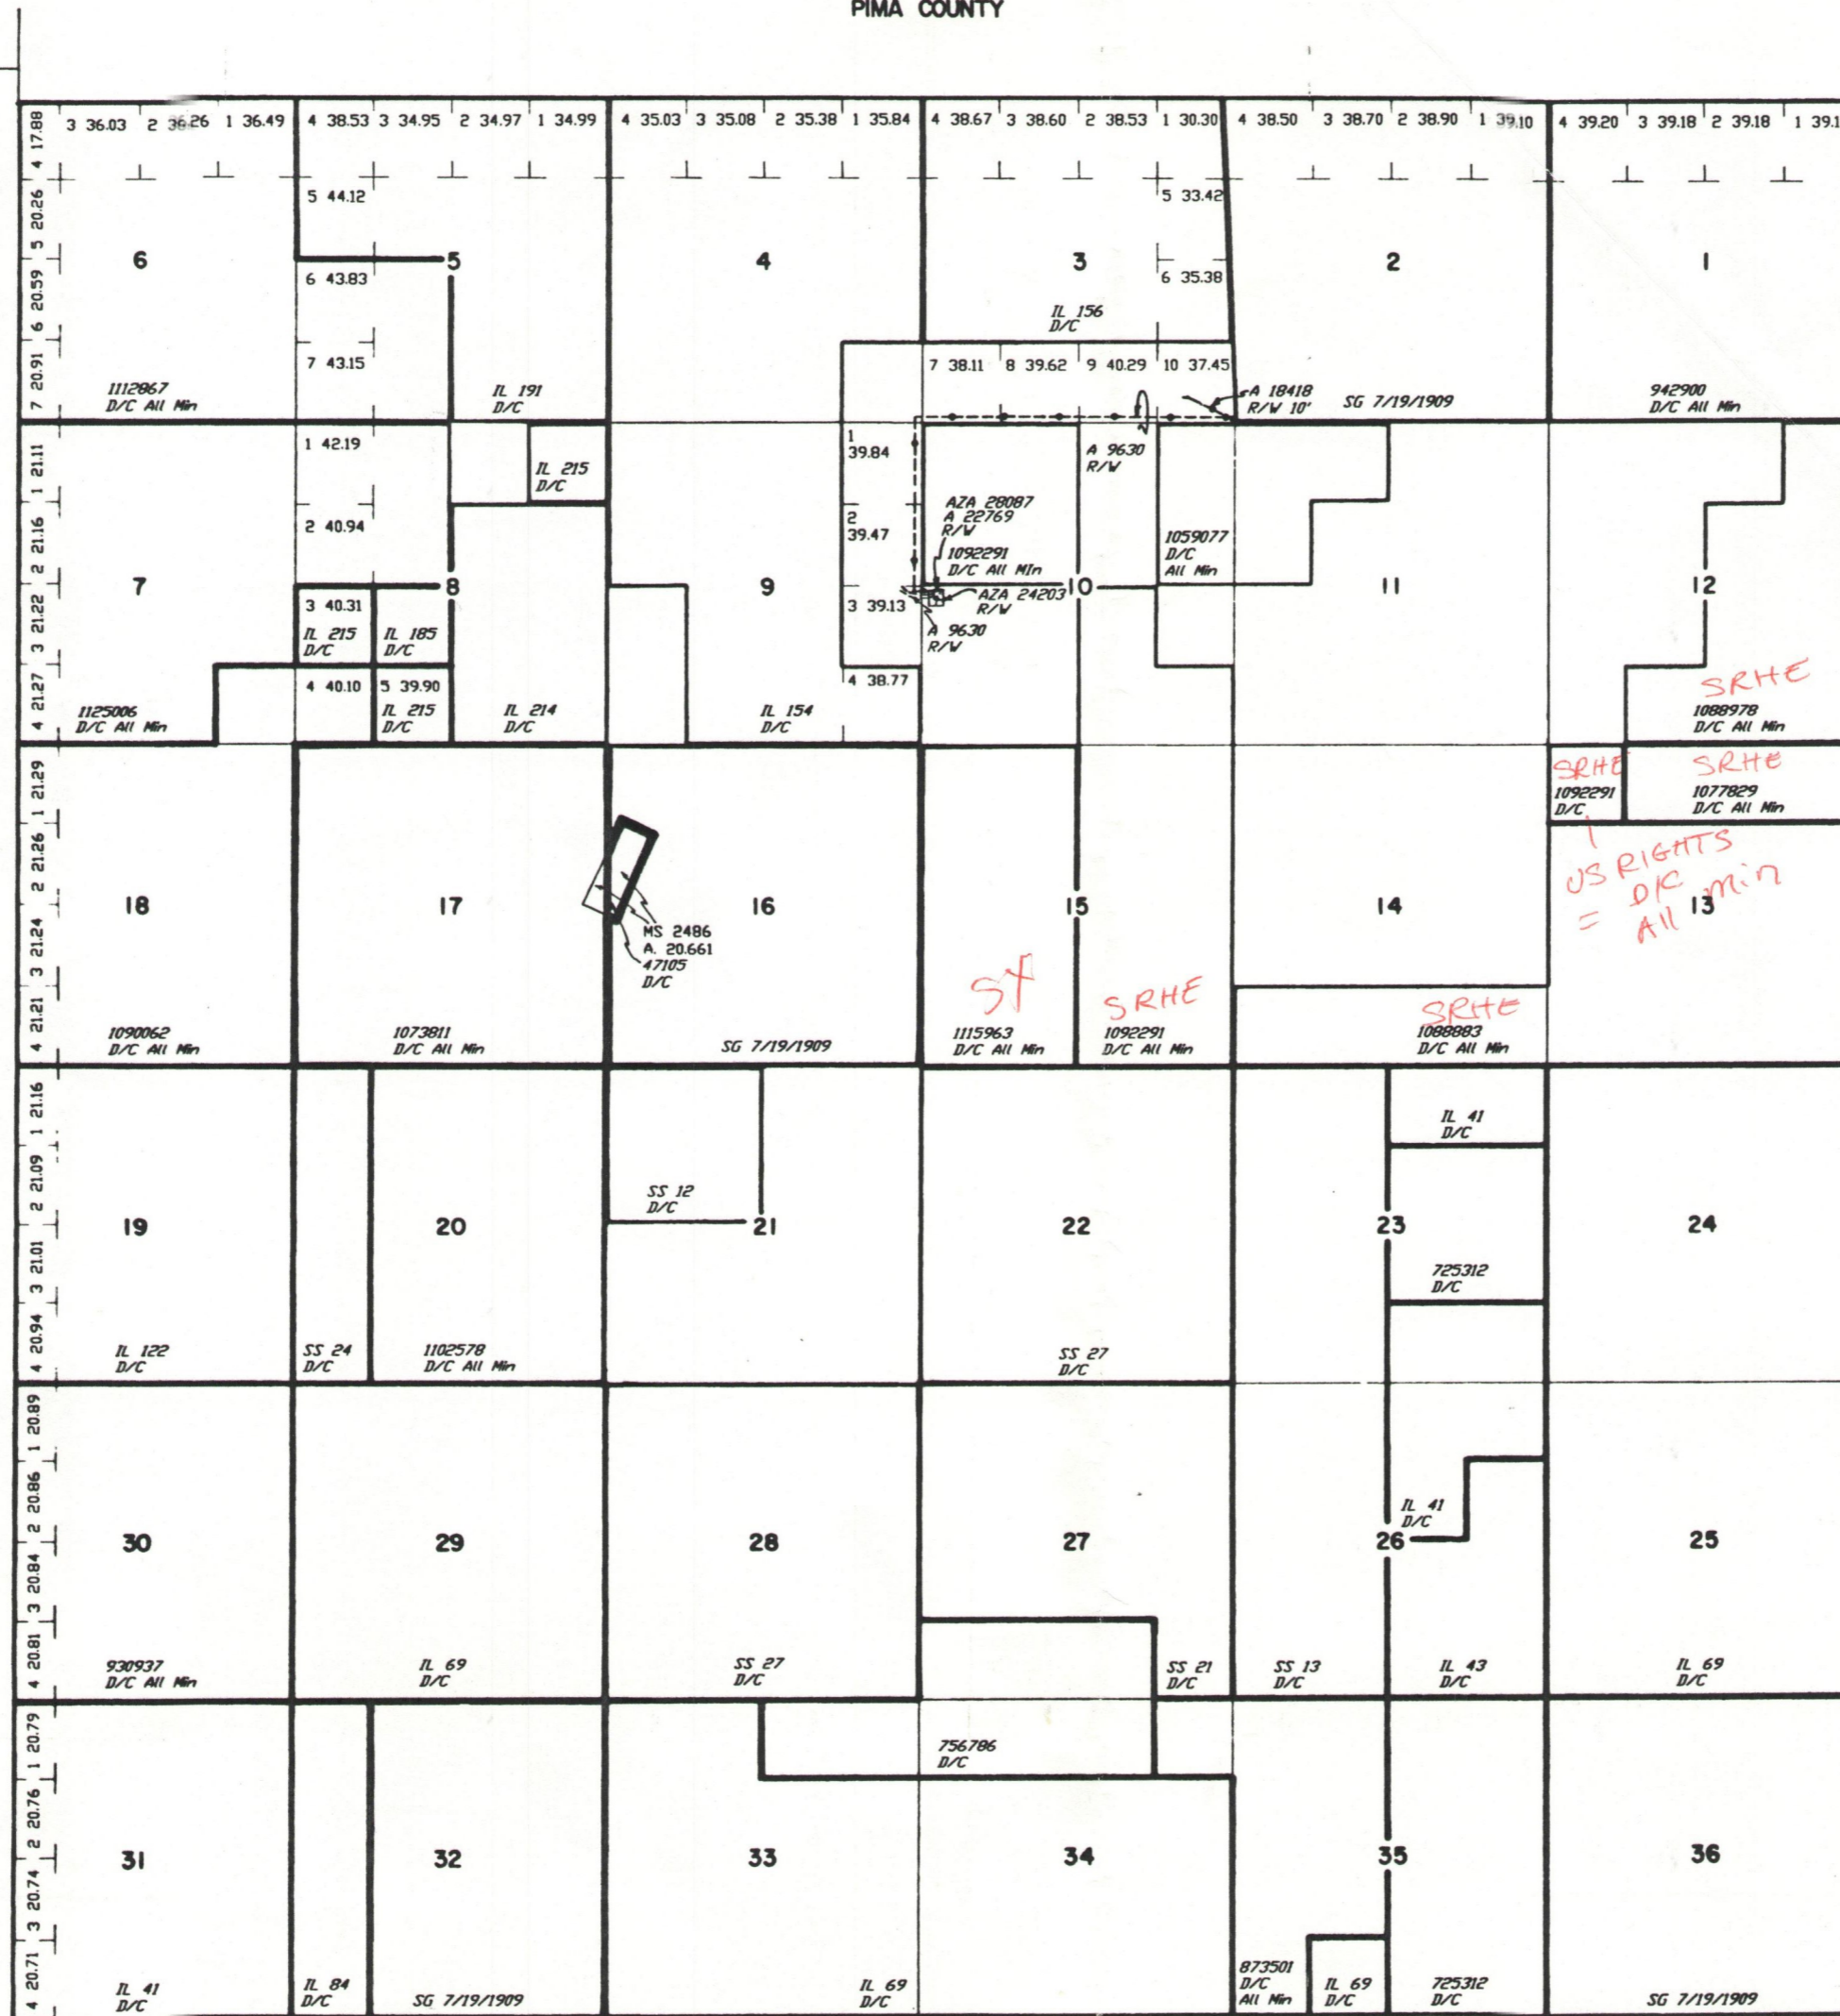 PIMA COUNTY
3 36.03 2 36.26 1 36.49 4 38.53 3 34.95 2 34.97 1 34.99 4 35.03 3 35.08 2 35.38 1 35.84 4 38.67 3 38.60 2 38.53 1 30.30 4 38.50 3 38.70 2 38.90 1 39.10 4 39.20 3 39.18 2 39.18 1 39.1
4 17.88
5 20.26
6 20.59
7 20.91
5 44.12
5 33.42
6
5
4
3
2
1
6 43.83
6 35.38
IL 156
D/C
7 43.15
7 38.11 8 39.62 9 40.29 10 37.45
1112867
D/C All Min
IL 191
D/C
A 18418
R/W 10'
SG 7/19/1909
942900
D/C All Min
1 21.11
2 21.16
3 21.22
4 21.27
1 42.19
IL 215
D/C
1
39.84
A 9630
R/W
2 40.94
2
39.47
AZA 28087
A 22769
R/W
1092291
D/C All MIn
1059077
D/C
All Min
7
8
9
10
11
12
3 40.31
IL 215
D/C
IL 185
D/C
3 39.13
AZA 24203
R/W
A 9630
R/W
4 40.10
5 39.90
IL 215
D/C
4 38.77
1125006
D/C All Min
IL 214
D/C
IL 154
D/C
SRHE
1088978
D/C All Min
1 21.29
2 21.26
3 21.24
4 21.21
SRHE
1092291
D/C
SRHE
1077829
D/C All Min
US RIGHTS
= D/C
All Min
18
17
16
15
14
13
MS 2486
A. 20.661
47105
D/C
SRHE
SRHE
1090062
D/C All Min
1073811
D/C All Min
SG 7/19/1909
1115963
D/C All Min
1092291
D/C All Min
1088883
D/C All Min
1 21.16
2 21.09
3 21.01
4 20.94
IL 41
D/C
SS 12
D/C
19
20
21
22
23
24
725312
D/C
IL 122
D/C
SS 24
D/C
1102578
D/C All Min
SS 27
D/C
1 20.89
2 20.86
3 20.84
4 20.81
IL 41
D/C
30
29
28
27
26
25
930937
D/C All Min
IL 69
D/C
SS 27
D/C
SS 21
D/C
SS 13
D/C
IL 43
D/C
IL 69
D/C
1 20.79
2 20.76
3 20.74
4 20.71
756786
D/C
31
32
33
34
35
36
IL 41
D/C
IL 84
D/C
SG 7/19/1909
IL 69
D/C
873501
D/C
All Min
IL 69
D/C
725312
D/C
SG 7/19/1909